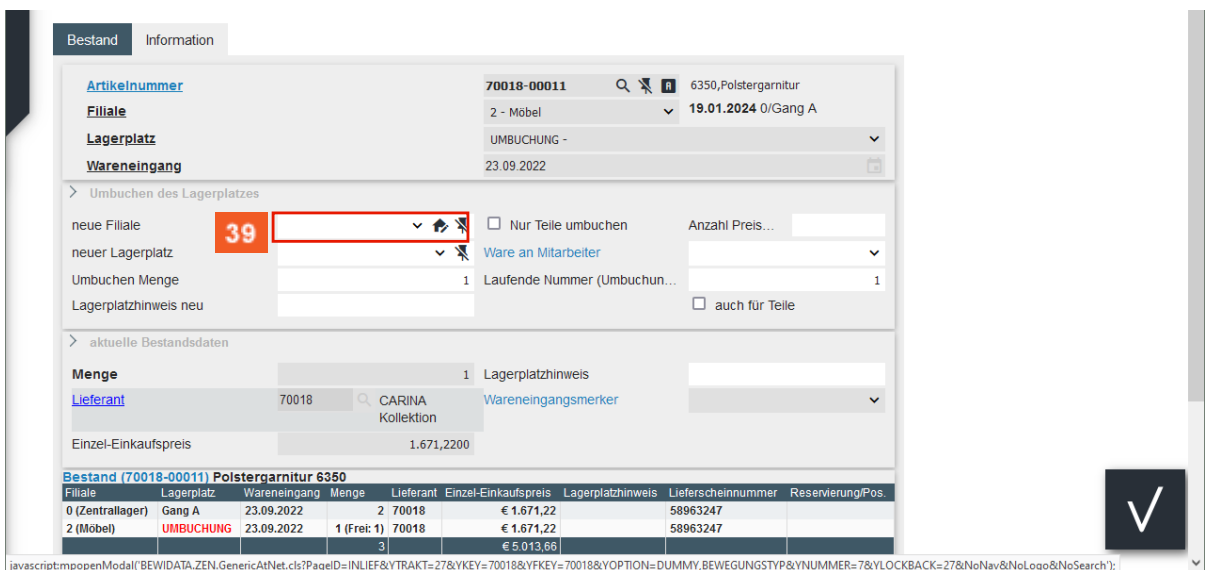 Bestand Information
Artikelnummer 70018-00011 A 6350,Polstergarnitur
Filiale 2 - Möbel 19.01.2024 0/Gang A
Lagerplatz UMBUCHUNG -
Wareneingang 23.09.2022
Umbuchen des Lagerplatzes
neue Filiale 39 Nur Teile umbuchen Anzahl Preis...
neuer Lagerplatz Ware an Mitarbeiter
Umbuchen Menge 1 Laufende Nummer (Umbuchun... 1
Lagerplatzhinweis neu auch für Teile
aktuelle Bestandsdaten
Menge 1 Lagerplatzhinweis
Lieferant 70018 CARINA Wareneingangsmerker
Kollektion
Einzel-Einkaufspreis 1.671,2200
Bestand (70018-00011) Polstergarnitur 6350
Filiale Lagerplatz Wareneingang Menge Lieferant Einzel-Einkaufspreis Lagerplatzhinweis Lieferscheinnummer Reservierung/Pos.
0 (Zentrallager) Gang A 23.09.2022 2 70018 € 1.671,22 58963247
2 (Möbel) UMBUCHUNG 23.09.2022 1 (Frei: 1) 70018 € 1.671,22 58963247
3 € 5.013,66
javascript:mpopenModal('BEWIDATA.ZEN.GenericAtNet.cls?PageID=INLIEF&YTRAKT=27&YKEY=70018&YFKEY=70018&YOPTION=DUMMY,BEWEGUNGSTYP&YNUMMER=7&YLOCKBACK=27&NoNav&NoLogo&NoSearch');